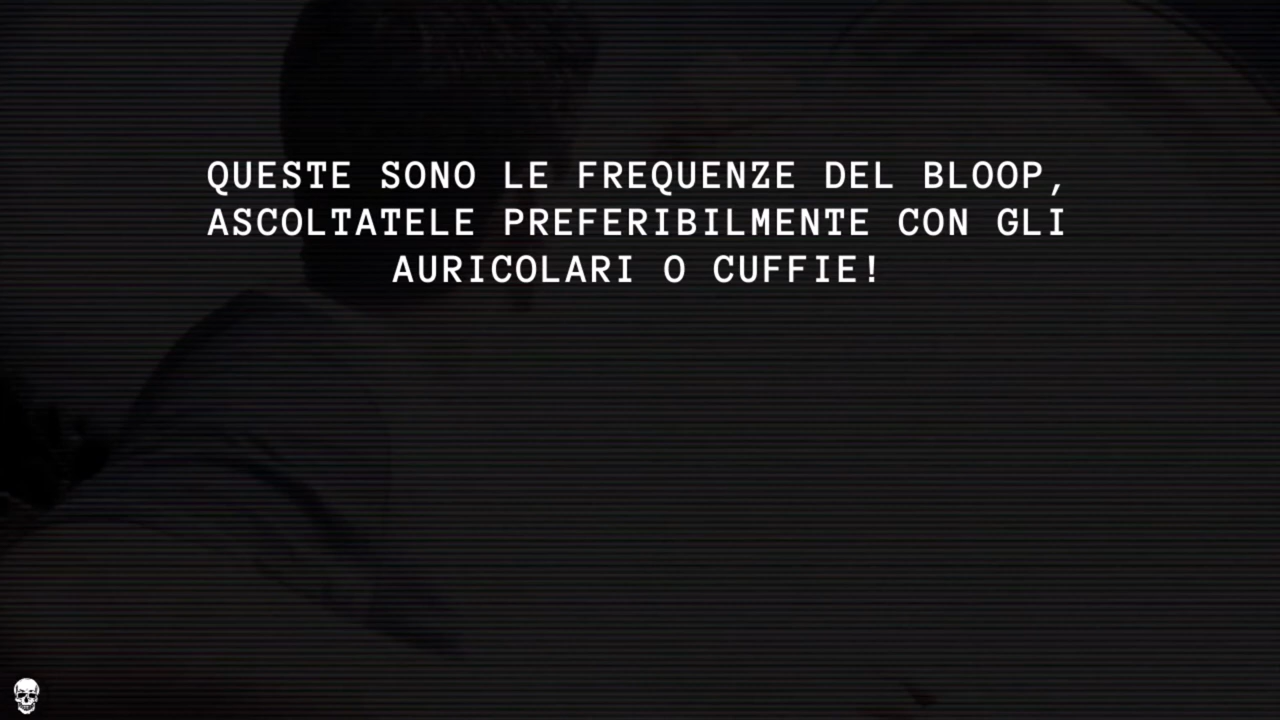 QUESTE SONO LE FREQUENZE DEL BLOOP,
ASCOLTATELE PREFERIBILMENTE CON GLI
AURICOLARI O CUFFIE!